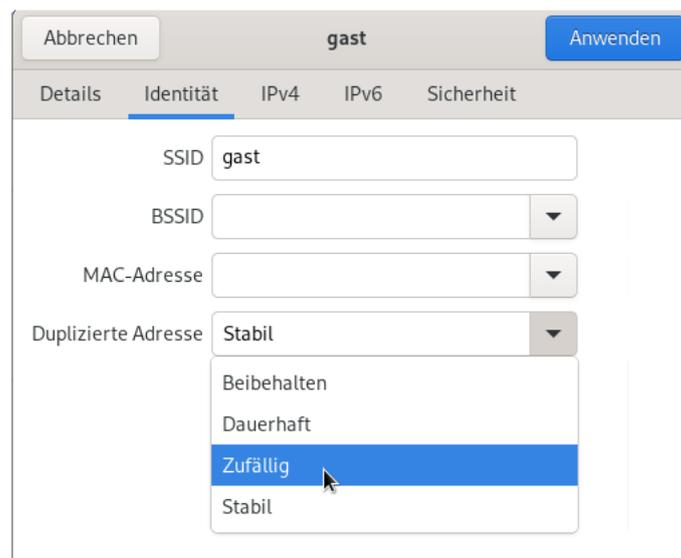 Abbrechen gast Anwenden
Details Identität IPv4 IPv6 Sicherheit
SSID gast
BSSID
MAC-Adresse
Duplizierte Adresse Stabil
Beibehalten
Dauerhaft
Zufällig
Stabil